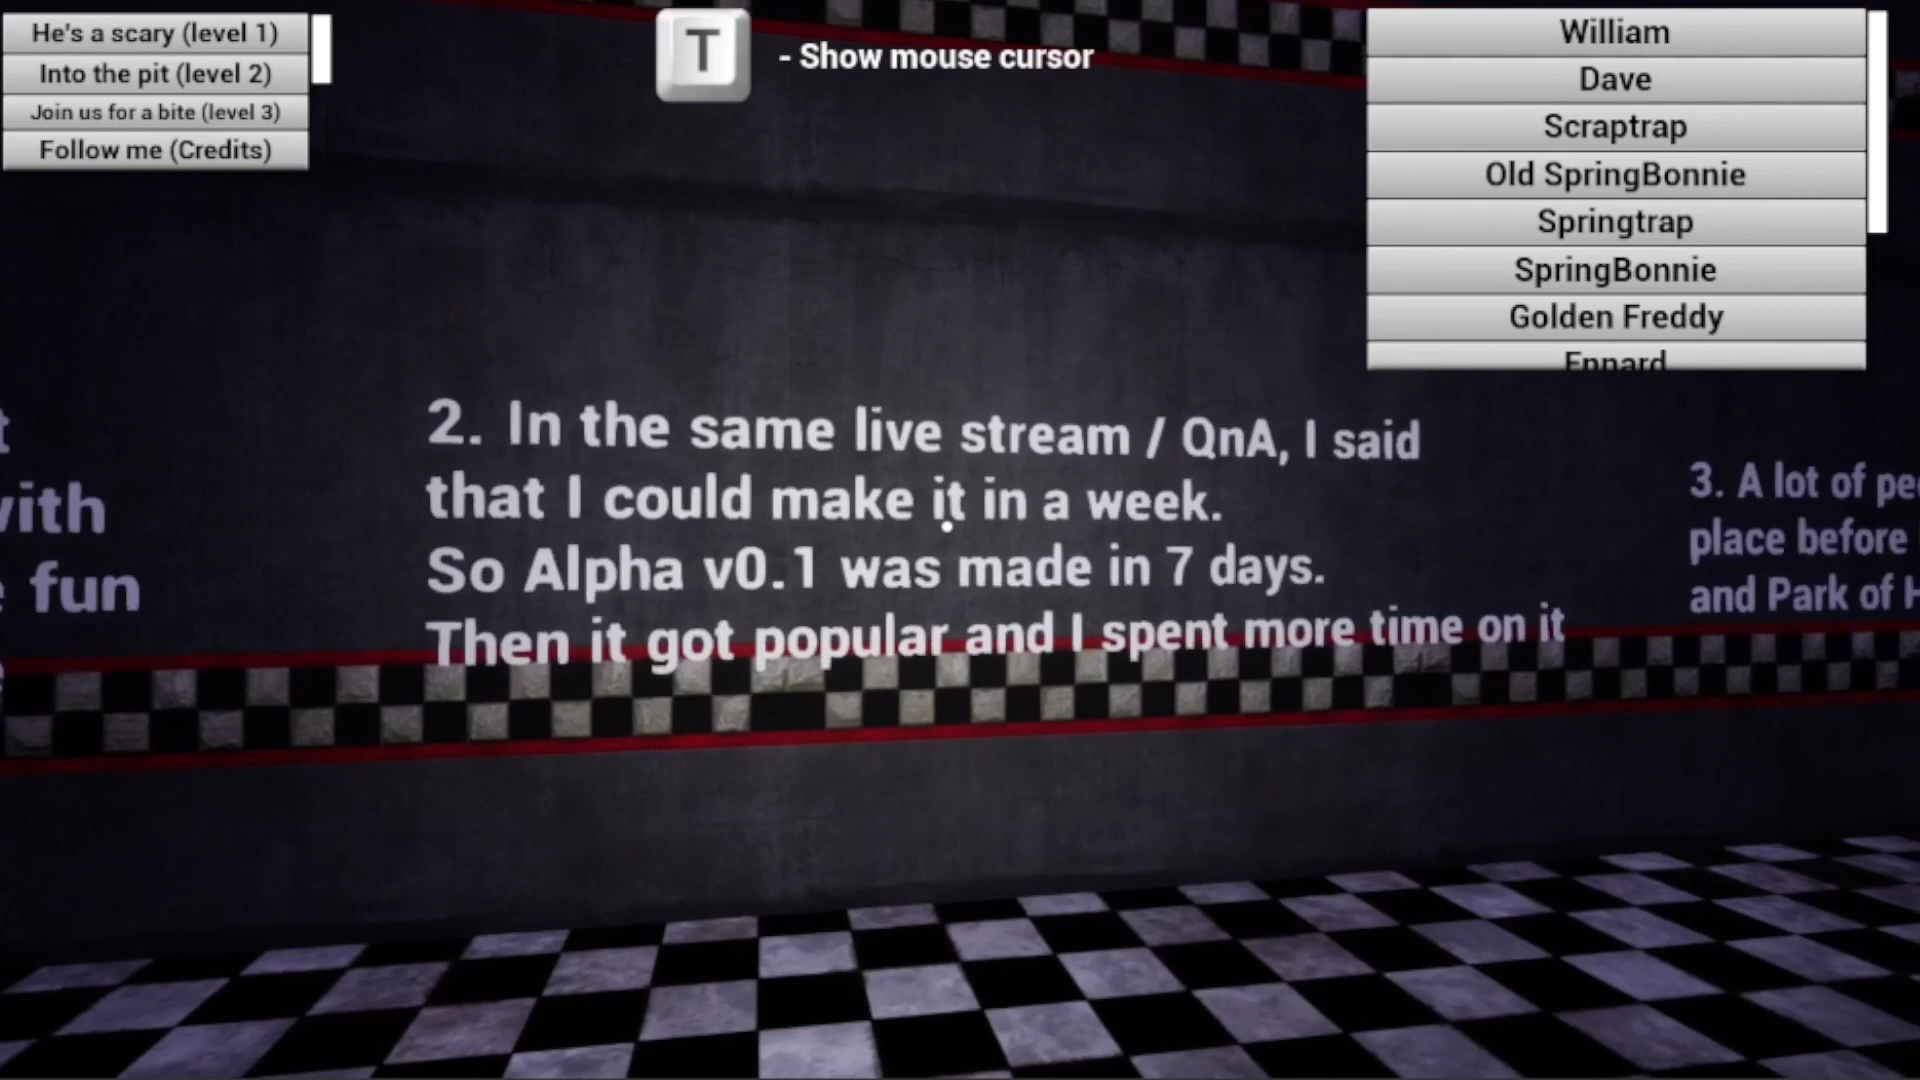 He's a scary (level 1)
Into the pit (level 2)
Join us for a bite (level 3)
Follow me (Credits)
T
- Show mouse cursor
William
Dave
Scraptrap
Old SpringBonnie
Springtrap
SpringBonnie
Golden Freddy
with
fun
2. In the same live stream / QnA, I said
that I could make it in a week.
So Alpha v0.1 was made in 7 days.
Then it got popular and I spent more time on it
3. A lot of
place before
and Park of